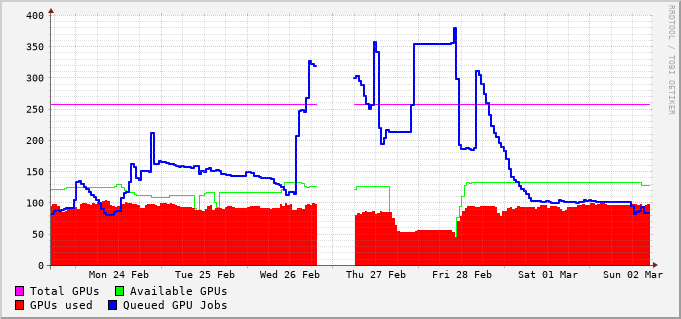 400
350
300
250
200
150
100
50
0
Mon 24 Feb Tue 25 Feb Wed 26 Feb Thu 27 Feb Fri 28 Feb Sat 01 Mar Sun 02 Mar
Total GPUs Available GPUs
GPUs used Queued GPU Jobs
RRDTOOL / TOBI OETIKER